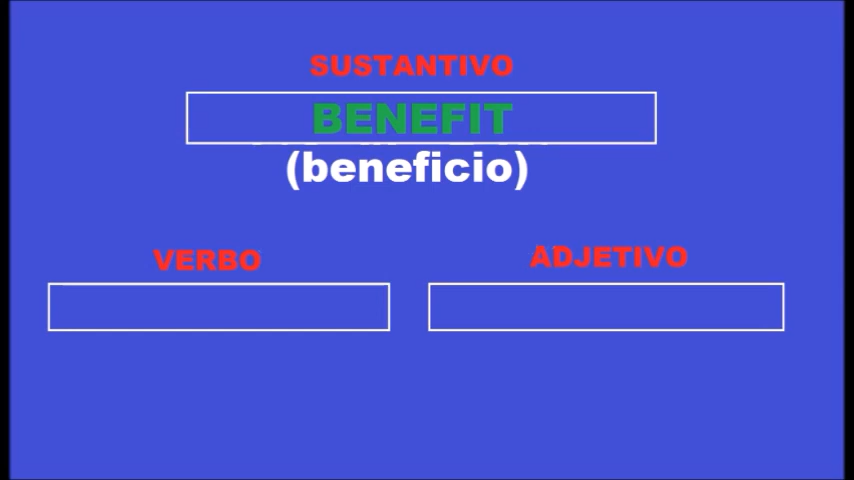 SUSTANTIVO
BENEFIT
(beneficio)
VERBO
ADJETIVO